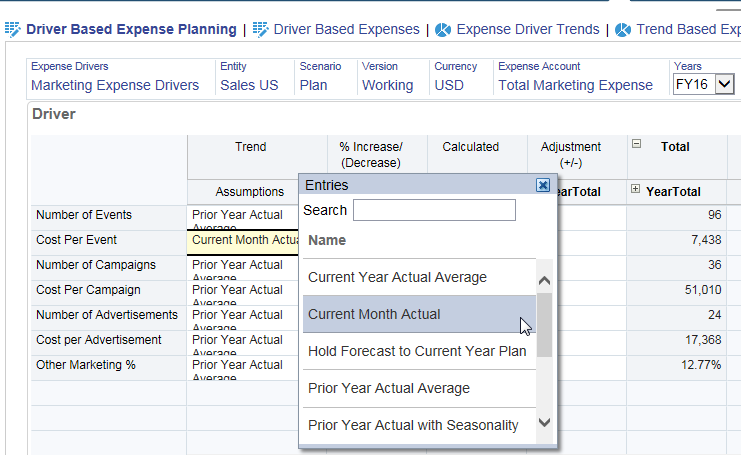 Driver Based Expense Planning | Driver Based Expenses | Expense Driver Trends | Trend Based Exp
Expense Drivers Entity Scenario Version Currency Expense Account Years
Marketing Expense Drivers Sales US Plan Working USD Total Marketing Expense FY16
Driver
Trend % Increase/ (Decrease) Calculated Adjustment (+/-) Total
Assumptions earTotal YearTotal
Number of Events Prior Year Actual Average 96
Cost Per Event Current Month Actua 7,438
Number of Campaigns Prior Year Actual Average 36
Cost Per Campaign Prior Year Actual Average 51,010
Number of Advertisements Prior Year Actual Average 24
Cost per Advertisement Prior Year Actual Average 17,368
Other Marketing % Prior Year Actual Average 12.77%
Entries
Search
Name
Current Year Actual Average
Current Month Actual
Hold Forecast to Current Year Plan
Prior Year Actual Average
Prior Year Actual with Seasonality